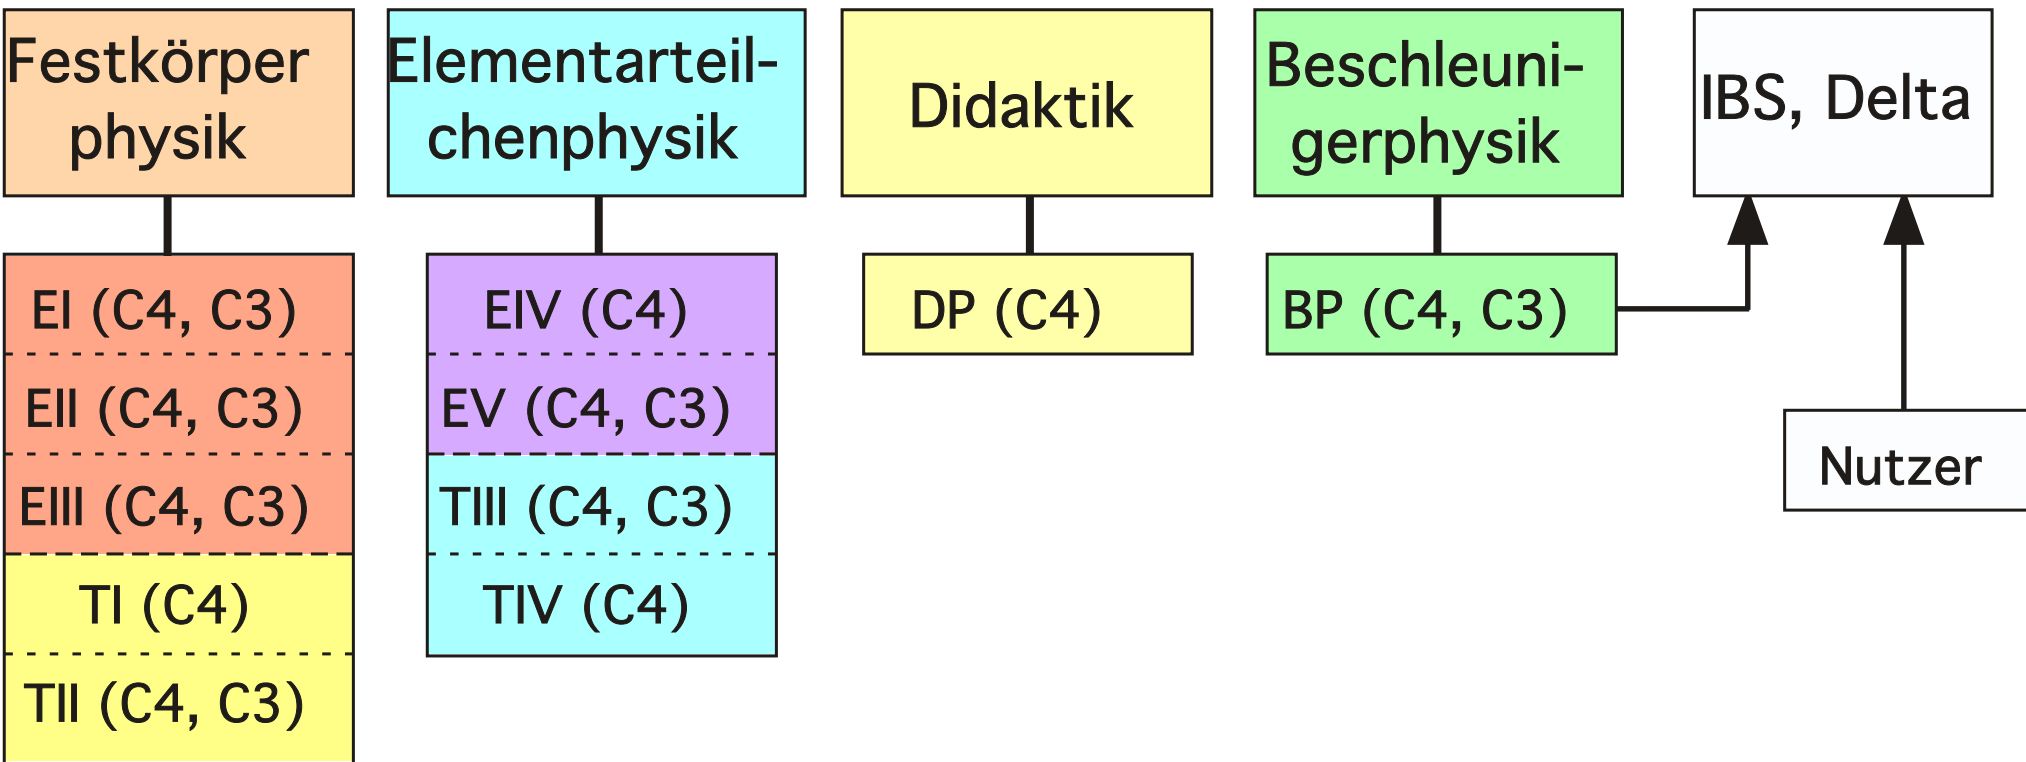 Festkörper
physik
Elementarteil-
chenphysik
Didaktik
Beschleuni-
gerphysik
IBS, Delta
EI (C4, C3)
EII (C4, C3)
EIII (C4, C3)
TI (C4)
TII (C4, C3)
EIV (C4)
EV (C4, C3)
TIII (C4, C3)
TIV (C4)
DP (C4)
BP (C4, C3)
Nutzer